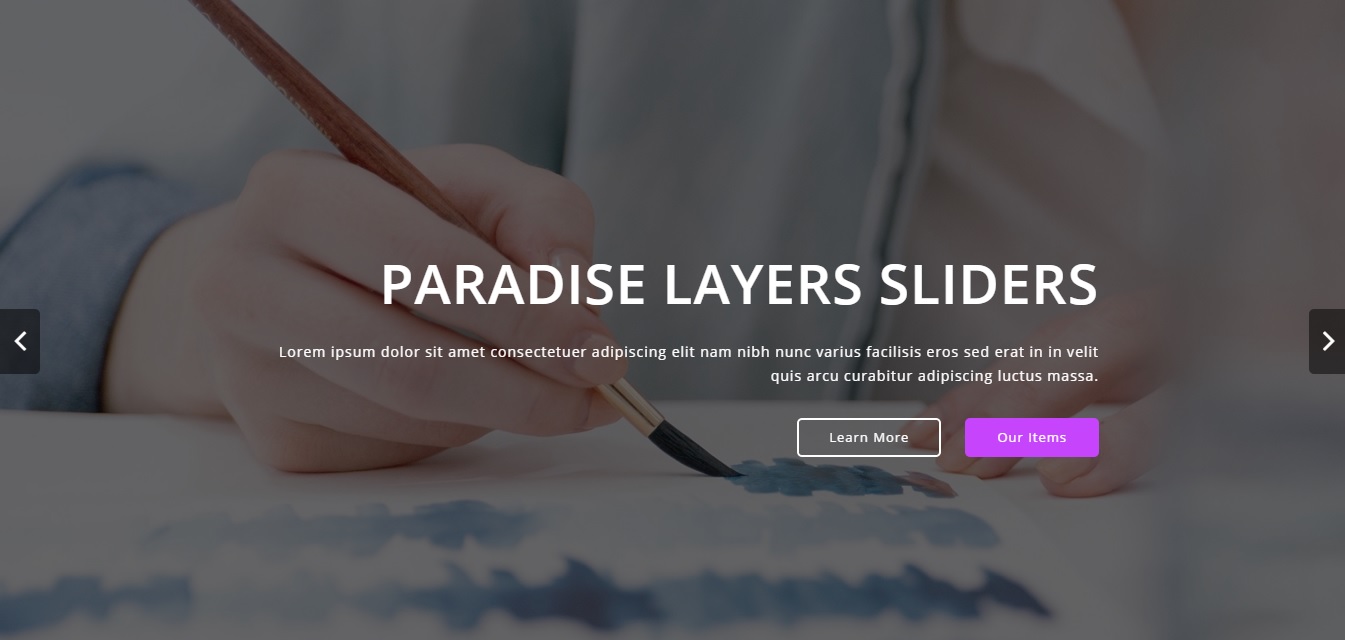 PARADISE LAYERS SLIDERS
Lorem ipsum dolor sit amet consectetuer adipiscing elit nam nibh nunc varius facilisis eros sed erat in in velit
quis arcu curabitur adipiscing luctus massa.
Learn More
Our Items